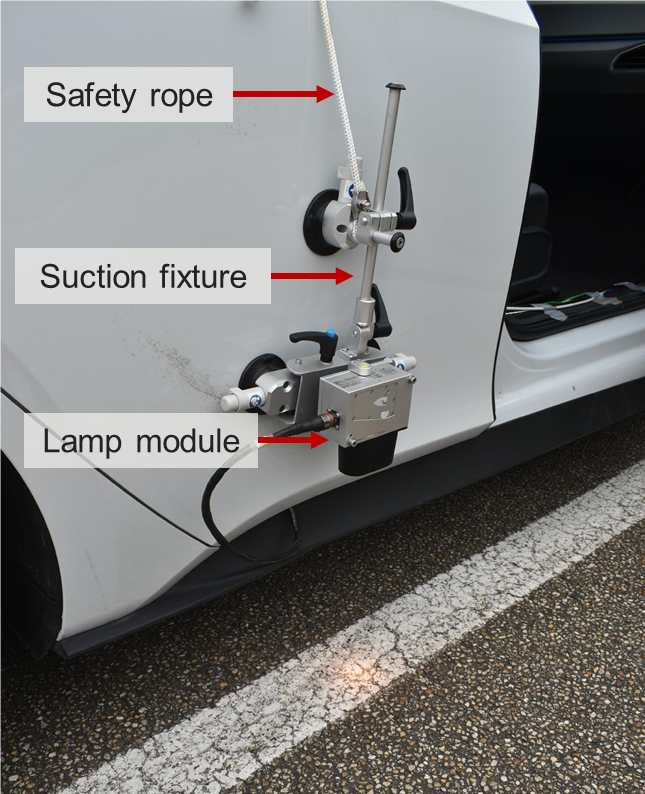 Safety rope
Suction fixture
Lamp module